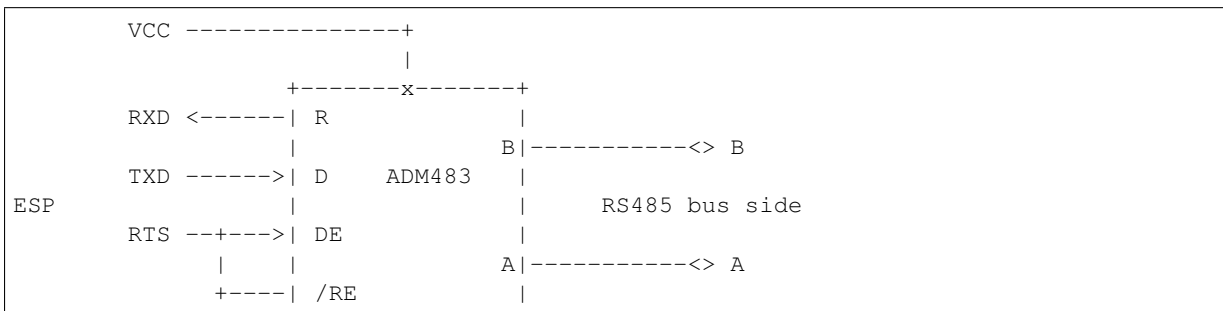 VCC ---------------+
                           |
                   +-------x-------+
        RXD <------| R             |
                   |              B|-----------<> B
        TXD ------>| D    ADM483   |
ESP                |               |     RS485 bus side
        RTS --+--->| DE            |
              |    |              A|-----------<> A
              +----| /RE           |